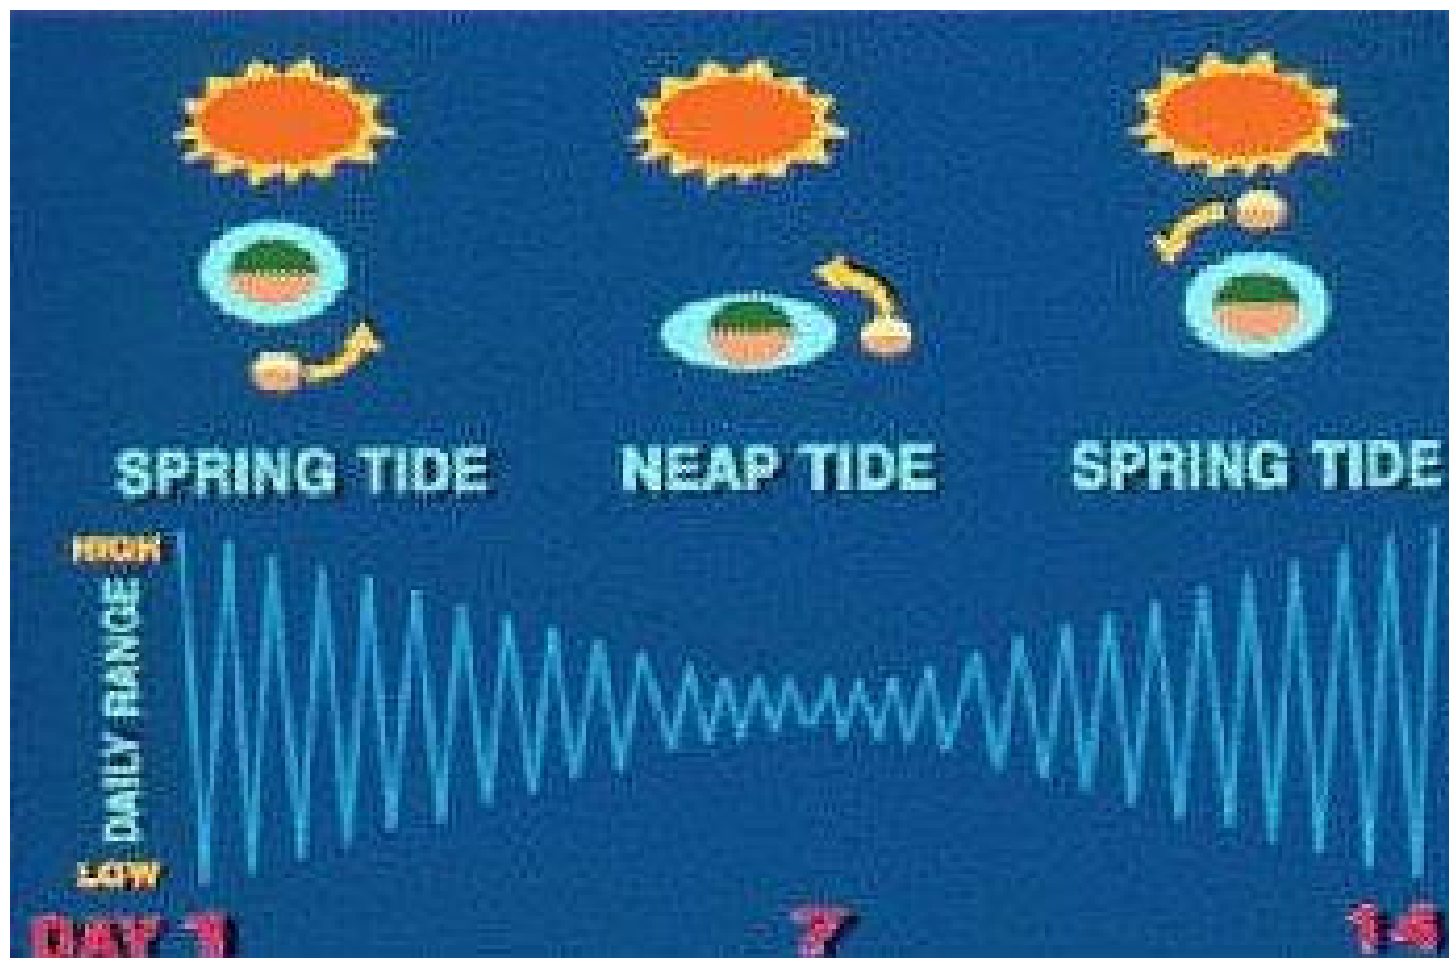 SPRING TIDE
NEAP TIDE
SPRING TIDE
HIGH
DAILY RANGE
LOW
DAY 1
7
14